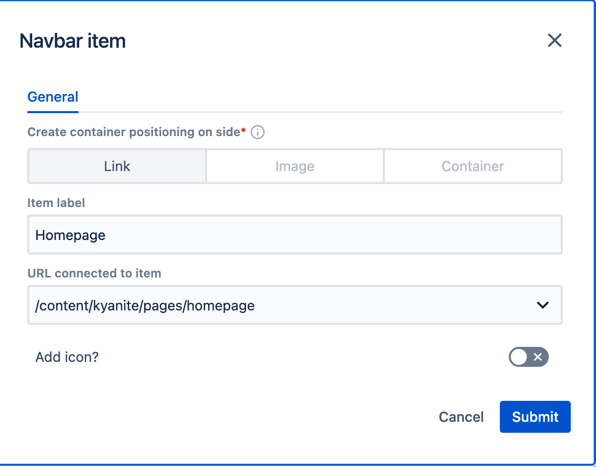 Navbar item
General
Create container positioning on side*
Link Image Container
Item label
Homepage
URL connected to item
/content/kyanite/pages/homepage
Add icon?
Cancel Submit